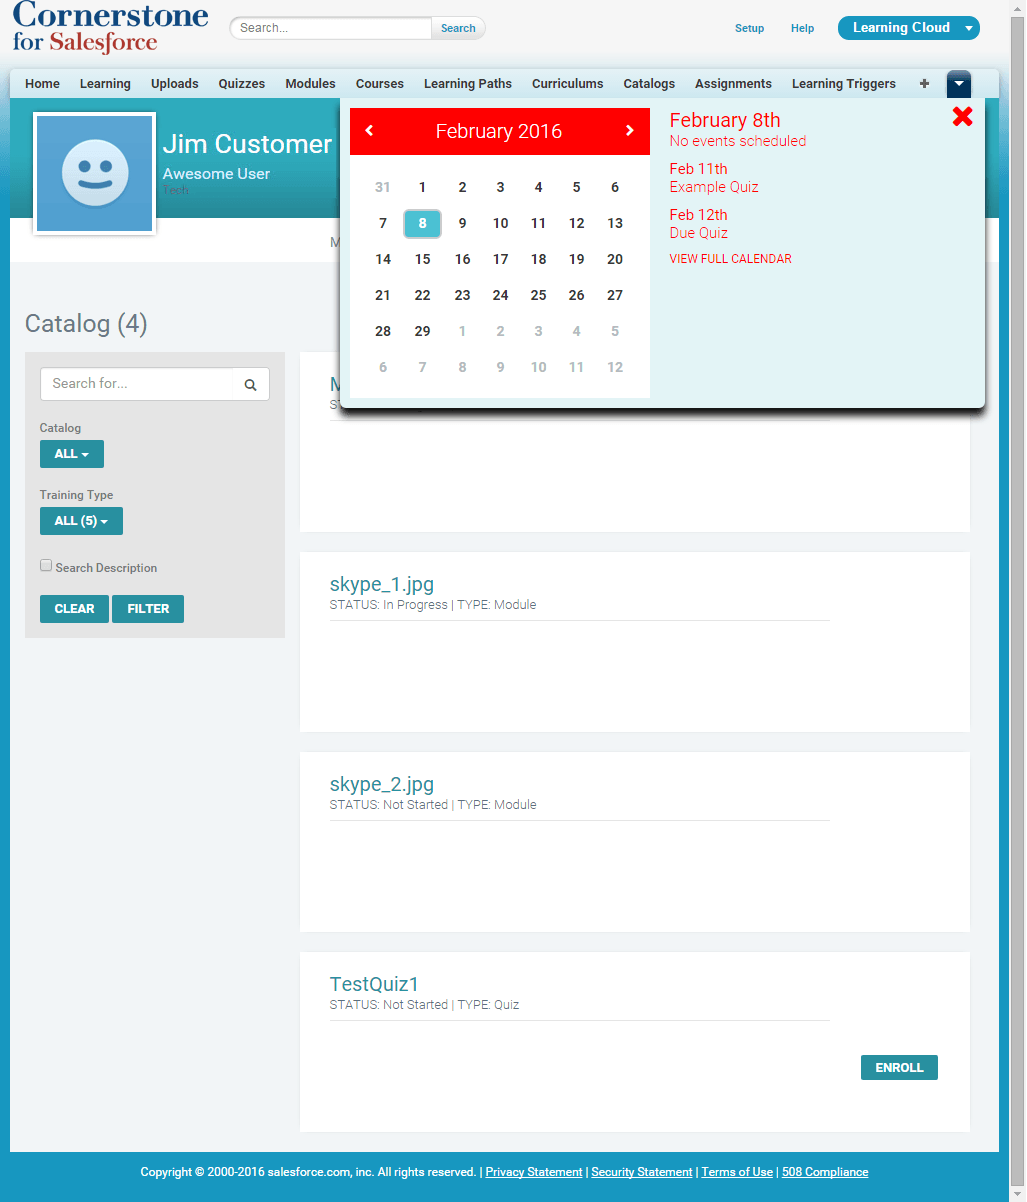 Cornerstone
for Salesforce
Search...
Search
Setup
Help
Learning Cloud
Home Learning Uploads Quizzes Modules Courses Learning Paths Curriculums Catalogs Assignments Learning Triggers +
Jim Customer
Awesome User
Tech
February 2016
31 1 2 3 4 5 6
7 8 9 10 11 12 13
14 15 16 17 18 19 20
21 22 23 24 25 26 27
28 29 1 2 3 4 5
6 7 8 9 10 11 12
February 8th
No events scheduled
Feb 11th
Example Quiz
Feb 12th
Due Quiz
VIEW FULL CALENDAR
Catalog (4)
Search for...
Catalog
ALL
Training Type
ALL (5)
Search Description
CLEAR FILTER
skype_1.jpg
STATUS: In Progress | TYPE: Module
skype_2.jpg
STATUS: Not Started | TYPE: Module
TestQuiz1
STATUS: Not Started | TYPE: Quiz
ENROLL
Copyright © 2000-2016 salesforce.com, inc. All rights reserved. | Privacy Statement | Security Statement | Terms of Use | 508 Compliance